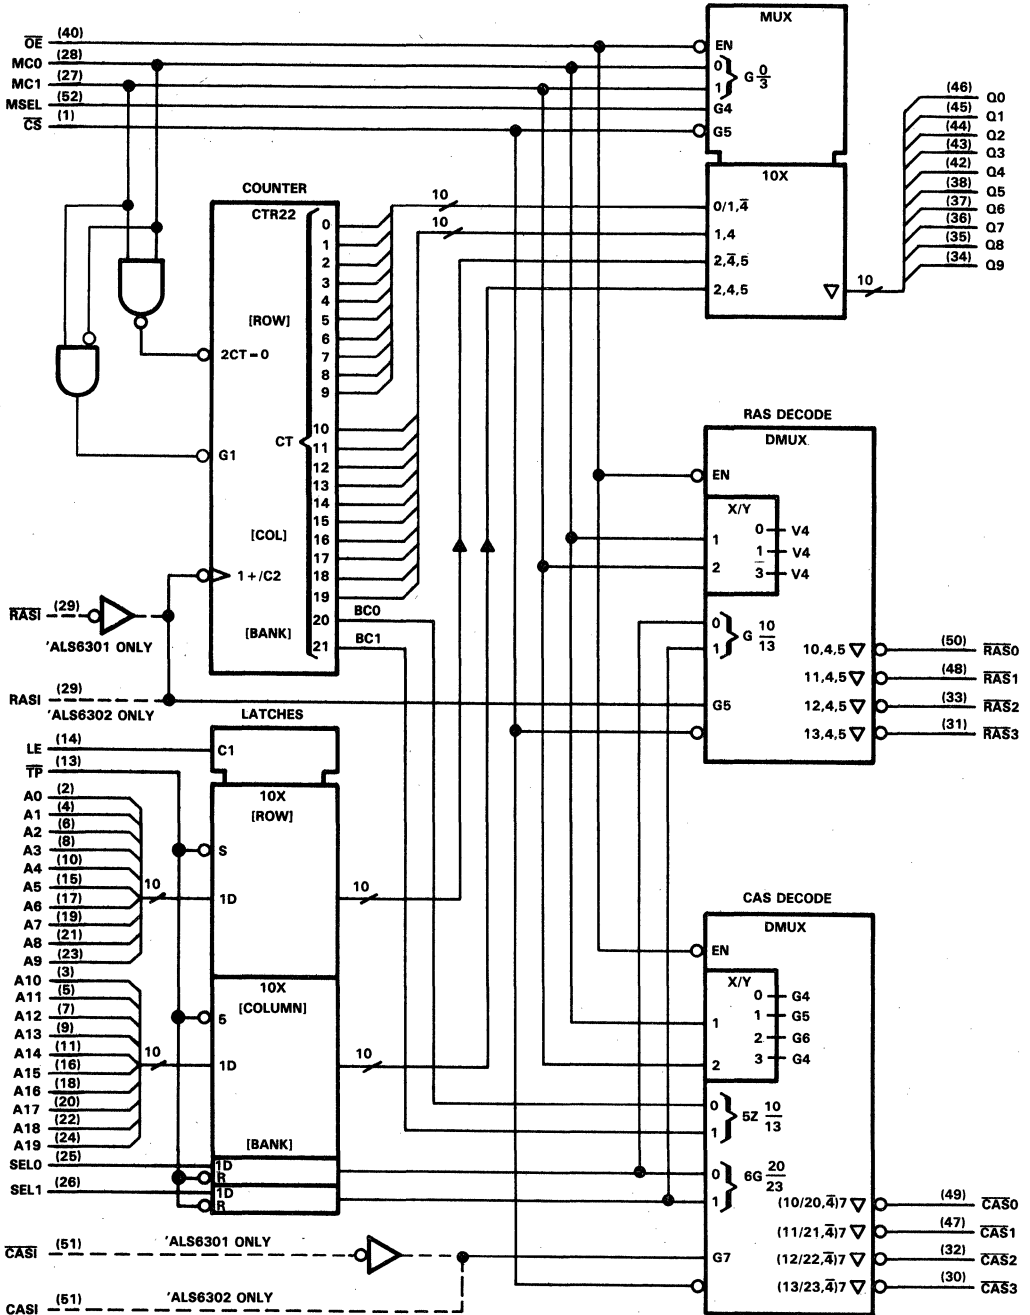 OE (40)
MC0 (28)
MC1 (27)
MSEL (52)
CS (1)
MUX
EN
0
1
G 0/3
G4
G5
10X
0/1,4̅
1,4
2,4̅,5
2,4,5 ▽
10
10
10
(46) Q0
(45) Q1
(44) Q2
(43) Q3
(42) Q4
(38) Q5
(37) Q6
(36) Q7
(35) Q8
(34) Q9
COUNTER
CTR22
0
1
2
3
4
5
6
7
8
9
[ROW]
2CT=0
CT
G1
10
11
12
13
14
15
16
17
18
19
[COL]
1+/C2
[BANK]
20 BC0
21 BC1
R̅A̅S̅I̅ (29)
'ALS6301 ONLY
RASI (29)
'ALS6302 ONLY
RAS DECODE
DMUX
EN
X/Y
1
2
0 V4
1 V4
3 V4
0
1
G 10/13
G5
10,4,5 ▽ (50) R̅A̅S̅0̅
11,4,5 ▽ (48) R̅A̅S̅1̅
12,4,5 ▽ (33) R̅A̅S̅2̅
13,4,5 ▽ (31) R̅A̅S̅3̅
LATCHES
LE (14)
C1
T̅P̅ (13)
10X
[ROW]
S
1D
10
10
A0 (2)
A1 (4)
A2 (6)
A3 (8)
A4 (10)
A5 (15)
A6 (17)
A7 (19)
A8 (21)
A9 (23)
10X
[COLUMN]
5
1D
10
10
A10 (3)
A11 (5)
A12 (7)
A13 (9)
A14 (11)
A15 (16)
A16 (18)
A17 (20)
A18 (22)
A19 (24)
[BANK]
SEL0 (25)
1D
R
SEL1 (26)
1D
R
C̅A̅S̅I̅ (51)
'ALS6301 ONLY
CASI (51)
'ALS6302 ONLY
CAS DECODE
DMUX
EN
X/Y
1
2
0 G4
1 G5
2 G6
3 G4
0
1
5Z 10/13
0
1
6G 20/23
G7
(10/20,4̅)7 ▽ (49) C̅A̅S̅0̅
(11/21,4̅)7 ▽ (47) C̅A̅S̅1̅
(12/22,4̅)7 ▽ (32) C̅A̅S̅2̅
(13/23,4̅)7 ▽ (30) C̅A̅S̅3̅